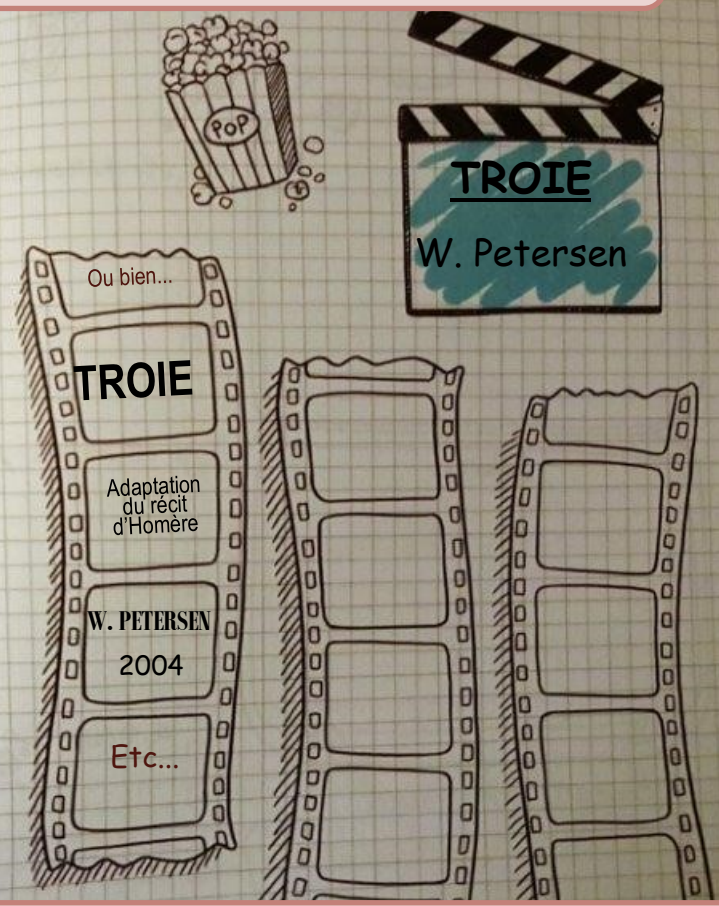 POP
TROIE
W. Petersen
Ou bien...
TROIE
Adaptation
du récit
d'Homère
W. PETERSEN
2004
Etc...